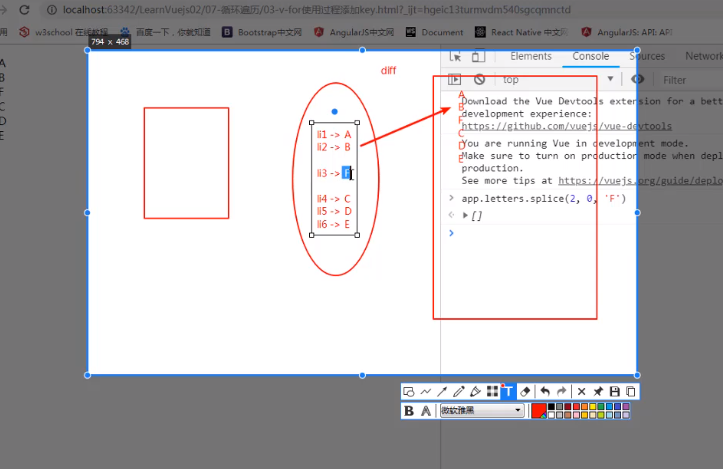 localhost:63342/LearnVuejs02/07-循环遍历/03-v-for使用过程添加key.html?_ijt=hgeic13turmvdm540sgcqmnctd
用 w3school 在线教程 百度一下，你就知道 Bootstrap中文网 AngularJS中文网 Document React Native 中文网 AngularJS: API: API
794 x 468
Elements Console Sources Network
top Filter
diff
A
B
F
C
D
E
li1 -> A
li2 -> B
li3 -> F
li4 -> C
li5 -> D
li6 -> E
A
B
F
C
D
E
Download the Vue Devtools extension for a bett
development experience:
https://github.com/vuejs/vue-devtools
You are running Vue in development mode.
Make sure to turn on production mode when deplo
production.
See more tips at https://vuejs.org/guide/deploy
> app.letters.splice(2, 0, 'F')
< ▸ []
>
T
B A 微软雅黑